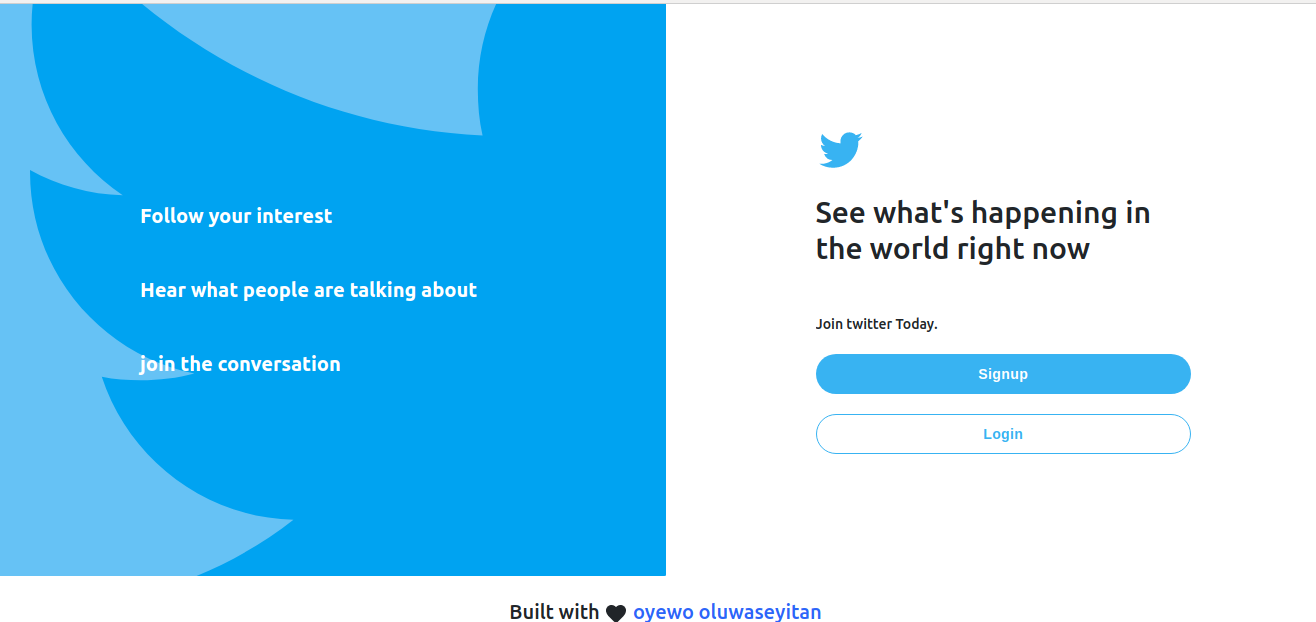 Follow your interest
Hear what people are talking about
join the conversation
See what's happening in
the world right now
Join twitter Today.
Signup
Login
Built with oyewo oluwaseyitan